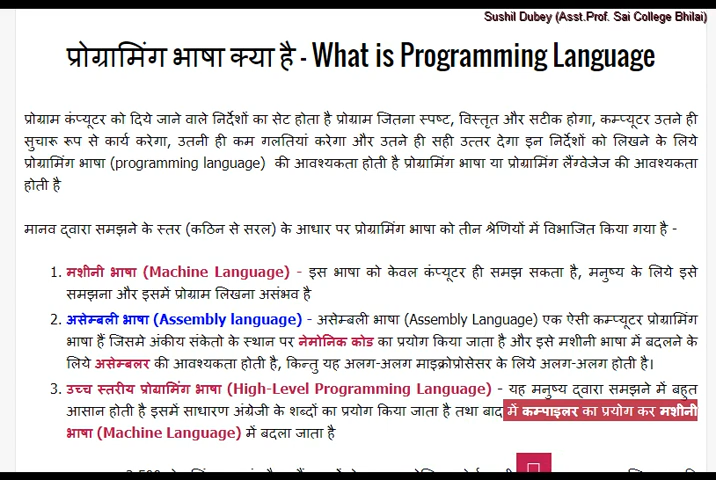 Sushil Dubey (Asst.Prof. Sai College Bhilai)
प्रोग्रामिंग भाषा क्या है - What is Programming Language
प्रोग्राम कंप्यूटर को दिये जाने वाले निर्देशों का सेट होता है प्रोग्राम जितना स्पष्ट, विस्तृत और सटीक होगा, कम्प्यूटर उतने ही
सुचारू रूप से कार्य करेगा, उतनी ही कम गलतियां करेगा और उतने ही सही उत्तर देगा इन निर्देशों को लिखने के लिये
प्रोग्रामिंग भाषा (programming language) की आवश्यकता होती है प्रोग्रामिंग भाषा या प्रोग्रामिंग लैंग्वेजेज की आवश्यकता
होती है
मानव द्वारा समझने के स्तर (कठिन से सरल) के आधार पर प्रोग्रामिंग भाषा को तीन श्रेणियों में विभाजित किया गया है -
1. मशीनी भाषा (Machine Language) - इस भाषा को केवल कंप्यूटर ही समझ सकता है, मनुष्य के लिये इसे
समझना और इसमें प्रोग्राम लिखना असंभव है
2. असेम्बली भाषा (Assembly language) - असेम्बली भाषा (Assembly Language) एक ऐसी कम्प्यूटर प्रोग्रामिंग
भाषा हैं जिसमे अंकीय संकेतो के स्थान पर नेमोनिक कोड का प्रयोग किया जाता है और इसे मशीनी भाषा में बदलने के
लिये असेम्बलर की आवश्यकता होती है, किन्तु यह अलग-अलग माइक्रोप्रोसेसर के लिये अलग-अलग होती है।
3. उच्च स्तरीय प्रोग्रामिंग भाषा (High-Level Programming Language) - यह मनुष्य द्वारा समझने में बहुत
आसान होती है इसमें साधारण अंग्रेजी के शब्दों का प्रयोग किया जाता है तथा बाद में कम्पाइलर का प्रयोग कर मशीनी
भाषा (Machine Language) में बदला जाता है